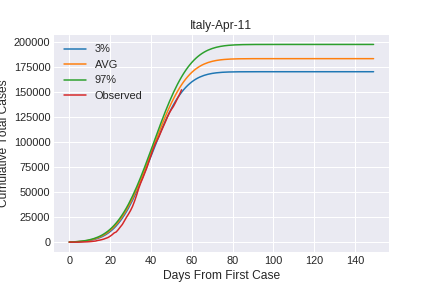 Italy-Apr-11
3%
AVG
97%
Observed
200000
175000
150000
125000
100000
75000
50000
25000
0
Cumulative Total Cases
0 20 40 60 80 100 120 140
Days From First Case